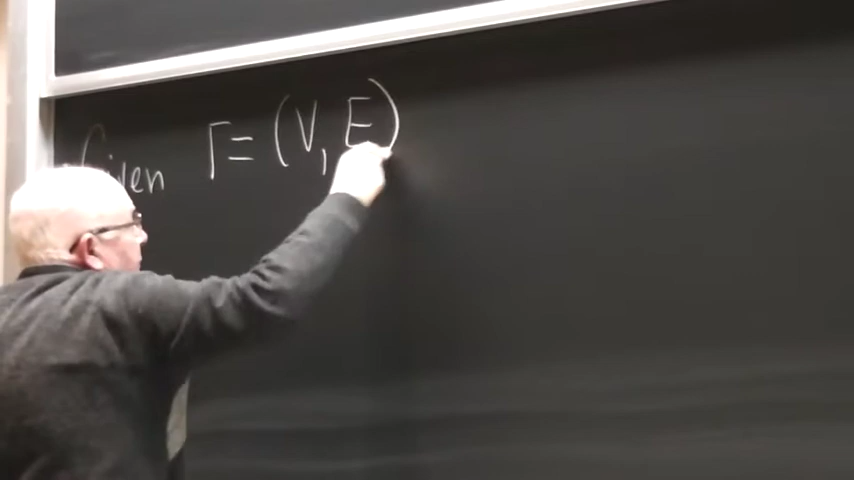 Given Γ = (V, E)